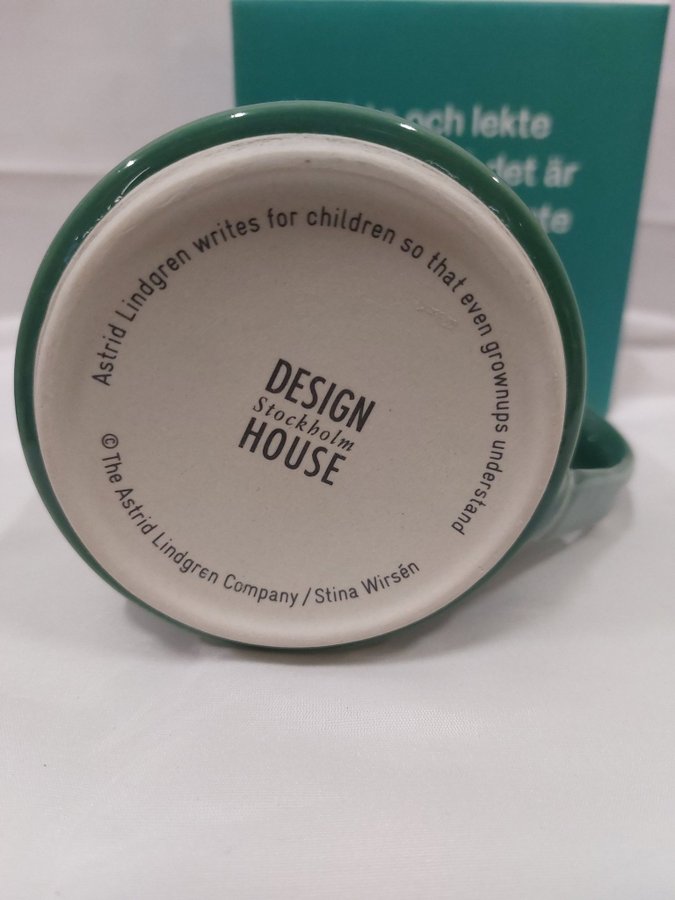 och lekte
det är
Astrid Lindgren writes for children so that even grownups understand
DESIGN
Stockholm
HOUSE
© The Astrid Lindgren Company / Stina Wirsén